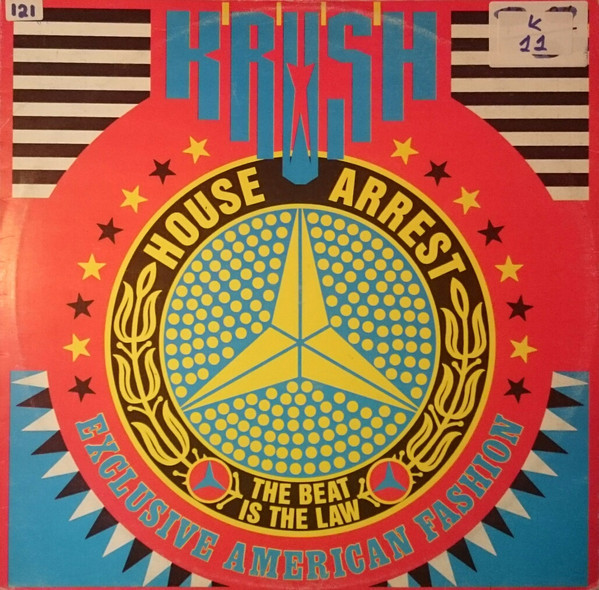 121
K
11
KRUSH
HOUSE ARREST
THE BEAT
IS THE LAW
EXCLUSIVE AMERICAN FASHION